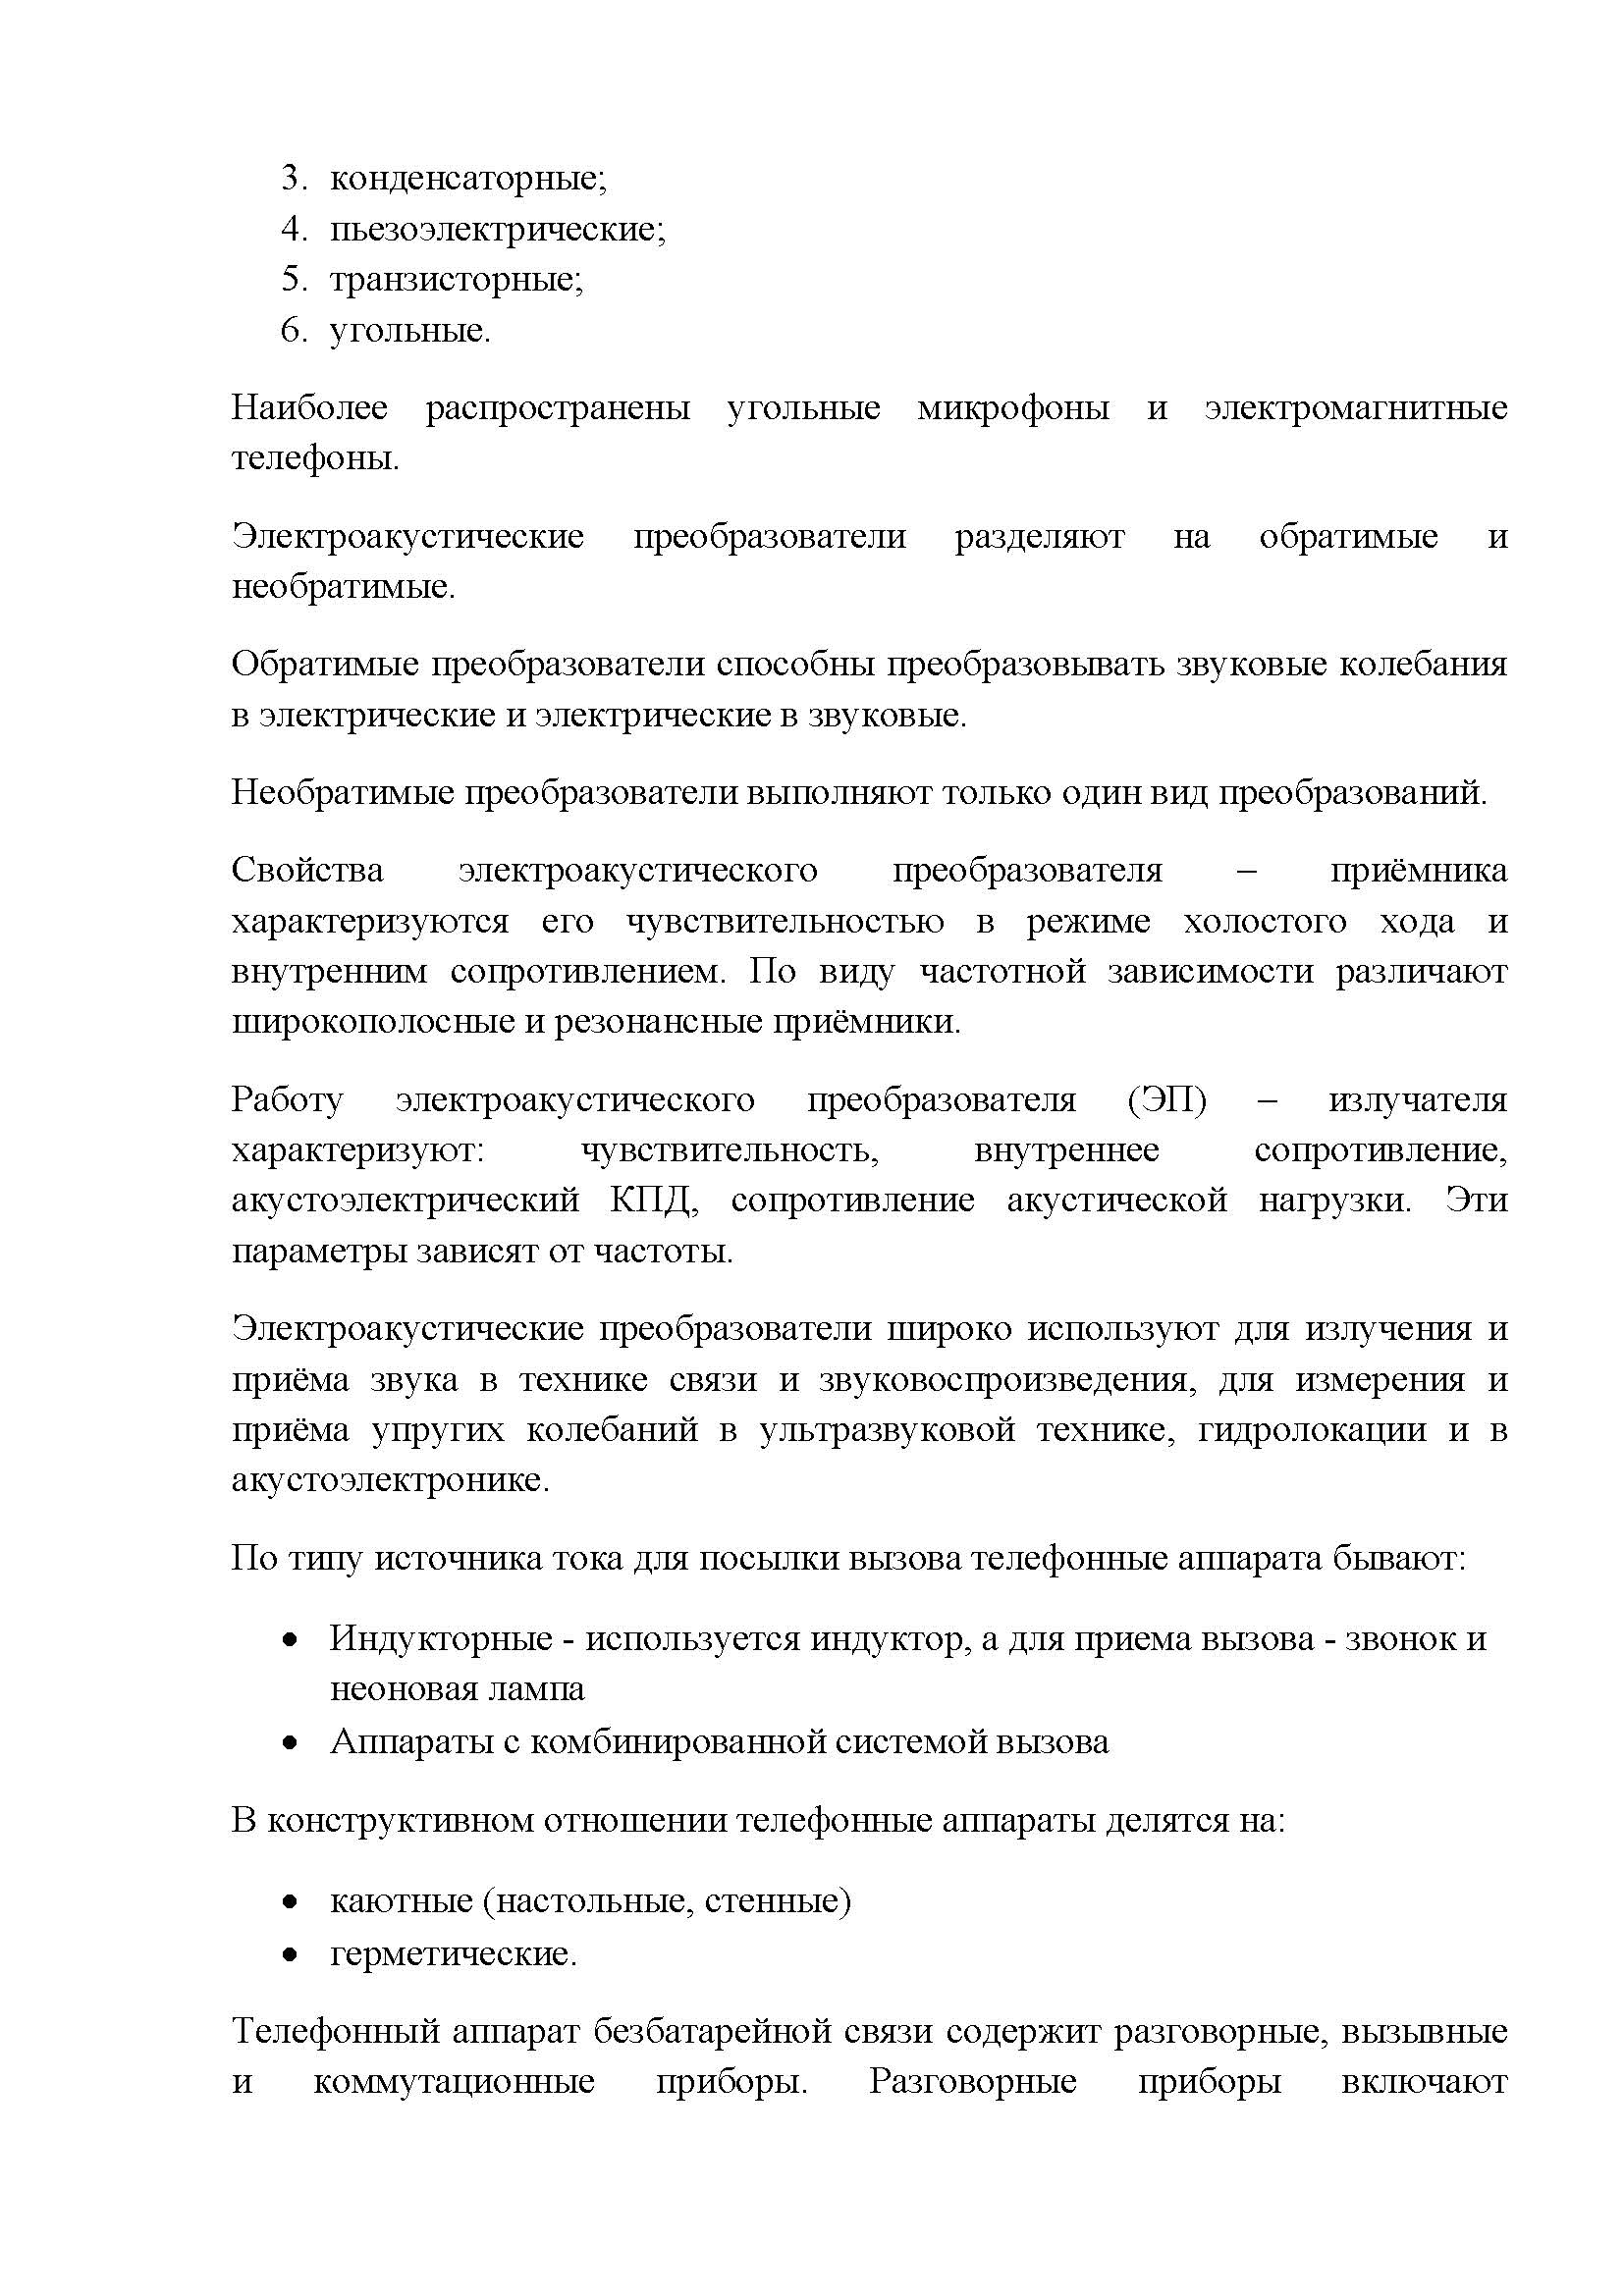 3. конденсаторные;
4. пьезоэлектрические;
5. транзисторные;
6. угольные.
Наиболее распространены угольные микрофоны и электромагнитные
телефоны.
Электроакустические преобразователи разделяют на обратимые и
необратимые.
Обратимые преобразователи способны преобразовывать звуковые колебания
в электрические и электрические в звуковые.
Необратимые преобразователи выполняют только один вид преобразований.
Свойства электроакустического преобразователя – приёмника
характеризуются его чувствительностью в режиме холостого хода и
внутренним сопротивлением. По виду частотной зависимости различают
широкополосные и резонансные приёмники.
Работу электроакустического преобразователя (ЭП) – излучателя
характеризуют: чувствительность, внутреннее сопротивление,
акустоэлектрический КПД, сопротивление акустической нагрузки. Эти
параметры зависят от частоты.
Электроакустические преобразователи широко используют для излучения и
приёма звука в технике связи и звуковоспроизведения, для измерения и
приёма упругих колебаний в ультразвуковой технике, гидролокации и в
акустоэлектронике.
По типу источника тока для посылки вызова телефонные аппарата бывают:
• Индукторные - используется индуктор, а для приема вызова - звонок и
неоновая лампа
• Аппараты с комбинированной системой вызова
В конструктивном отношении телефонные аппараты делятся на:
• каютные (настольные, стенные)
• герметические.
Телефонный аппарат безбатарейной связи содержит разговорные, вызывные
и коммутационные приборы. Разговорные приборы включают